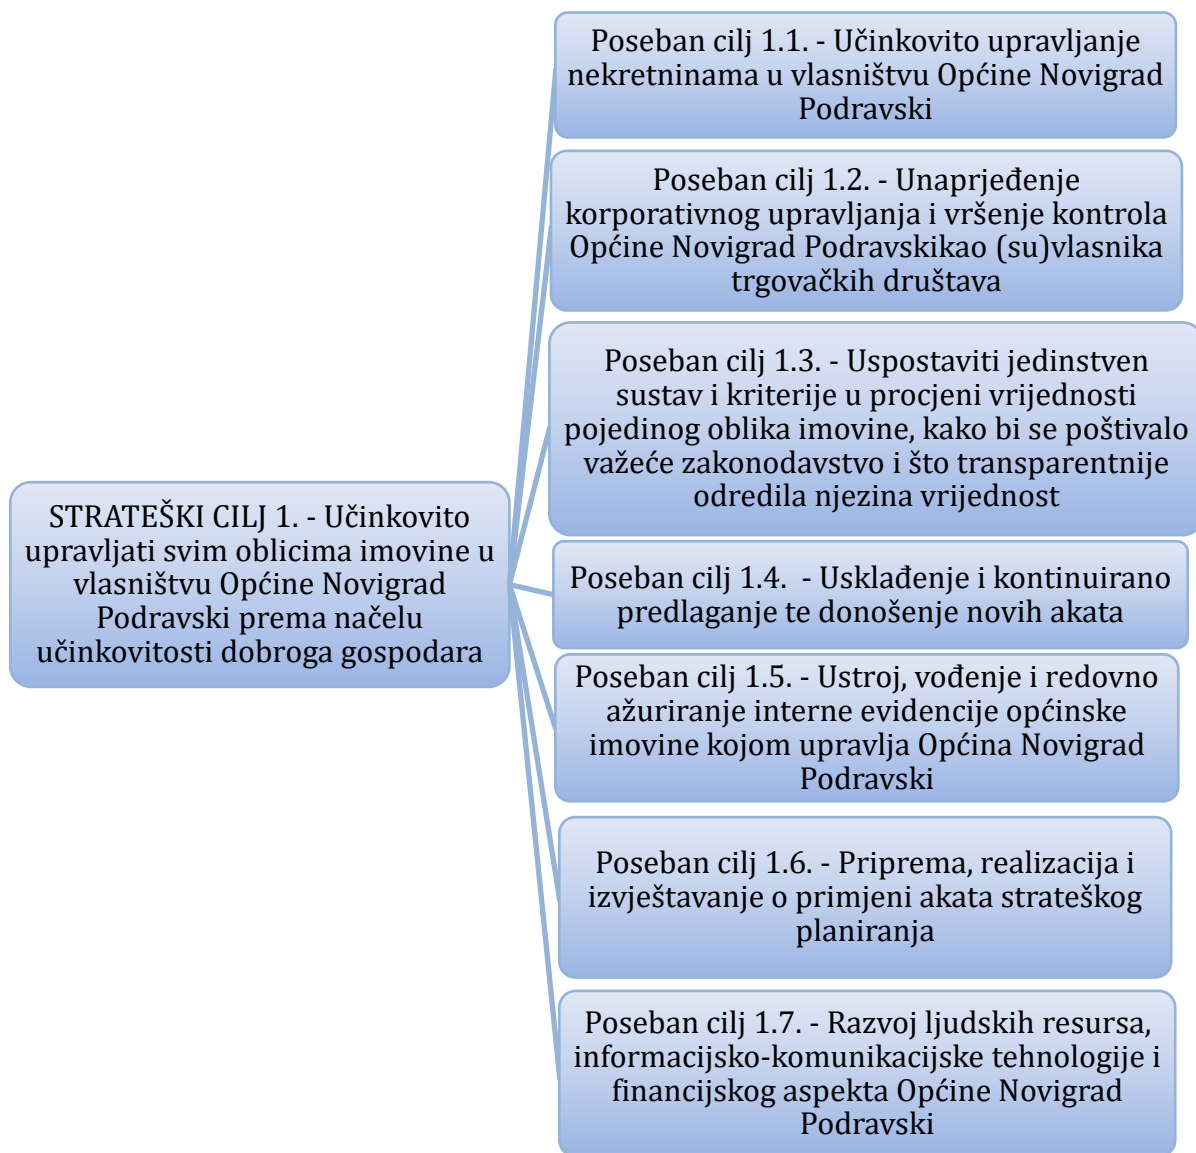 Poseban cilj 1.1. - Učinkovito upravljanje
nekretninama u vlasništvu Općine Novigrad
Podravski
Poseban cilj 1.2. - Unaprjeđenje
korporativnog upravljanja i vršenje kontrola
Općine Novigrad Podravskikao (su)vlasnika
trgovačkih društava
Poseban cilj 1.3. - Uspostaviti jedinstven
sustav i kriterije u procjeni vrijednosti
pojedinog oblika imovine, kako bi se poštivalo
važeće zakonodavstvo i što transparentnije
odredila njezina vrijednost
STRATEŠKI CILJ 1. - Učinkovito
upravljati svim oblicima imovine u
vlasništvu Općine Novigrad
Podravski prema načelu
učinkovitosti dobroga gospodara
Poseban cilj 1.4. - Usklađenje i kontinuirano
predlaganje te donošenje novih akata
Poseban cilj 1.5. - Ustroj, vođenje i redovno
ažuriranje interne evidencije općinske
imovine kojom upravlja Općina Novigrad
Podravski
Poseban cilj 1.6. - Priprema, realizacija i
izvještavanje o primjeni akata strateškog
planiranja
Poseban cilj 1.7. - Razvoj ljudskih resursa,
informacijsko-komunikacijske tehnologije i
financijskog aspekta Općine Novigrad
Podravski